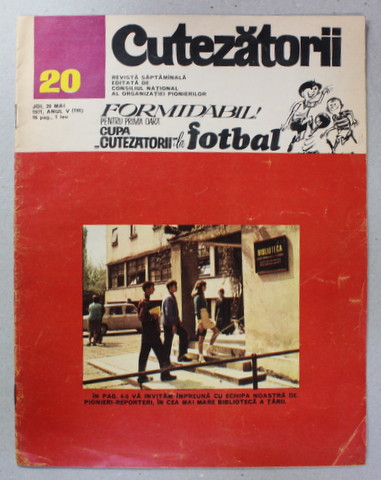 Cutezătorii
20
REVISTĂ SĂPTĂMÎNALĂ
EDITATĂ DE
CONSILIUL NAȚIONAL
AL ORGANIZAȚIEI PIONIERILOR
JOI, 20 MAI
1971, ANUL V
16 pag., 1 leu
FORMIDABIL!
PENTRU PRIMA OARĂ
CUPA
„CUTEZĂTORII” la fotbal
BIBLIOTECA
ÎN PAG. 4-5 VĂ INVITĂM ÎMPREUNĂ CU ECHIPA NOASTRĂ DE
PIONIERI-REPORTERI, ÎN CEA MAI MARE BIBLIOTECĂ A ȚĂRII.